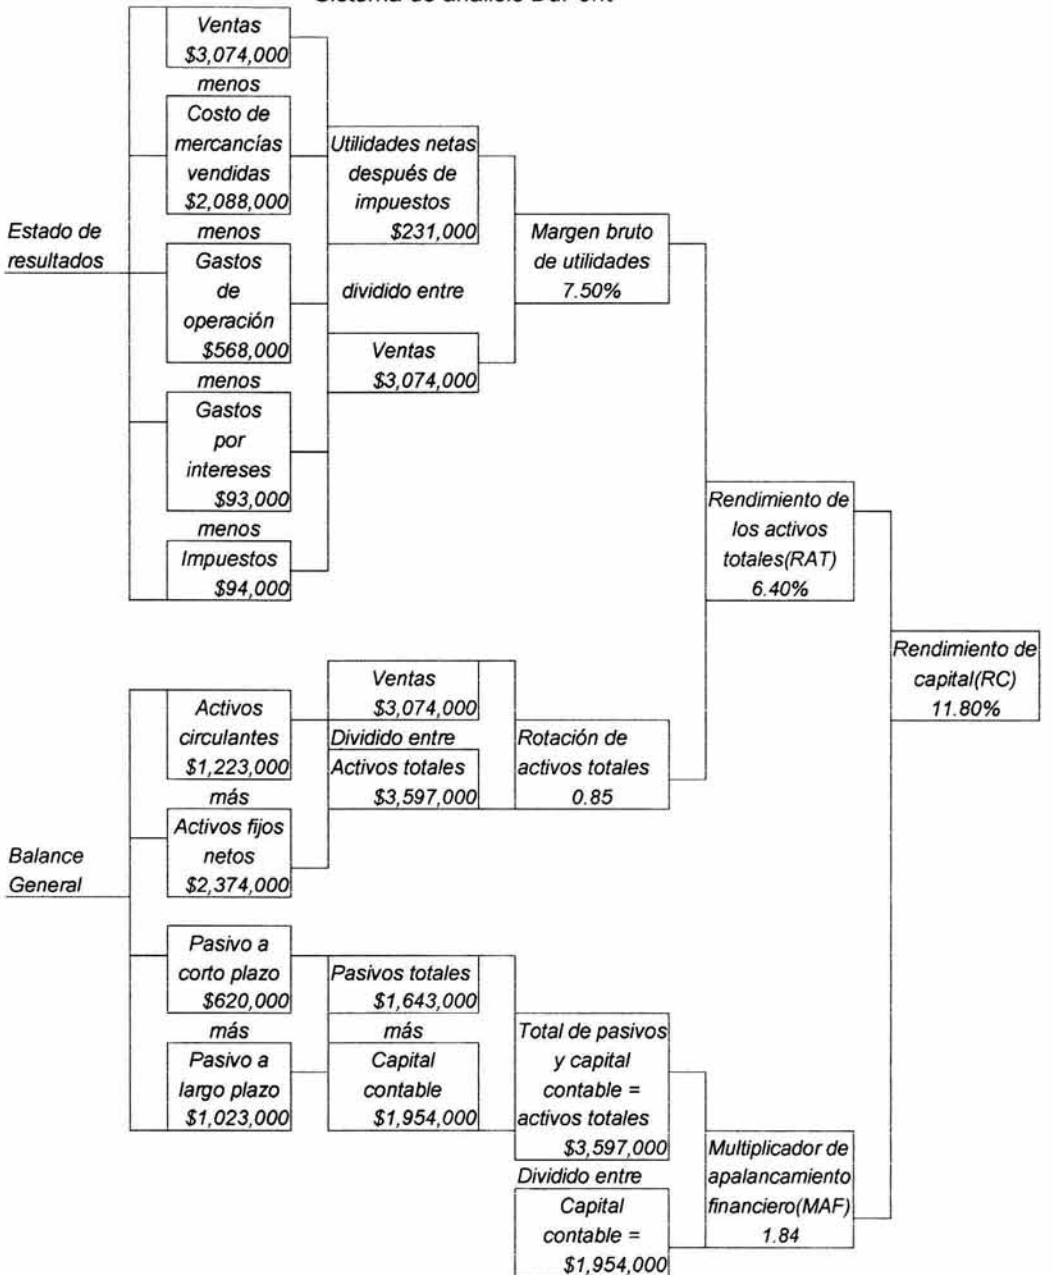 Sistema de análisis DuPont
Ventas
$3,074,000
menos
Costo de
mercancías
vendidas
$2,088,000
menos
Gastos
de
operación
$568,000
menos
Gastos
por
intereses
$93,000
menos
Impuestos
$94,000
Estado de
resultados
Utilidades netas
después de
impuestos
$231,000
dividido entre
Ventas
$3,074,000
Margen bruto
de utilidades
7.50%
Rendimiento de
los activos
totales(RAT)
6.40%
Rendimiento de
capital(RC)
11.80%
Activos
circulantes
$1,223,000
más
Activos fijos
netos
$2,374,000
Balance
General
Ventas
$3,074,000
Dividido entre
Activos totales
$3,597,000
Rotación de
activos totales
0.85
Pasivo a
corto plazo
$620,000
más
Pasivo a
largo plazo
$1,023,000
Pasivos totales
$1,643,000
más
Capital
contable
$1,954,000
Total de pasivos
y capital
contable =
activos totales
$3,597,000
Dividido entre
Capital
contable =
$1,954,000
Multiplicador de
apalancamiento
financiero(MAF)
1.84